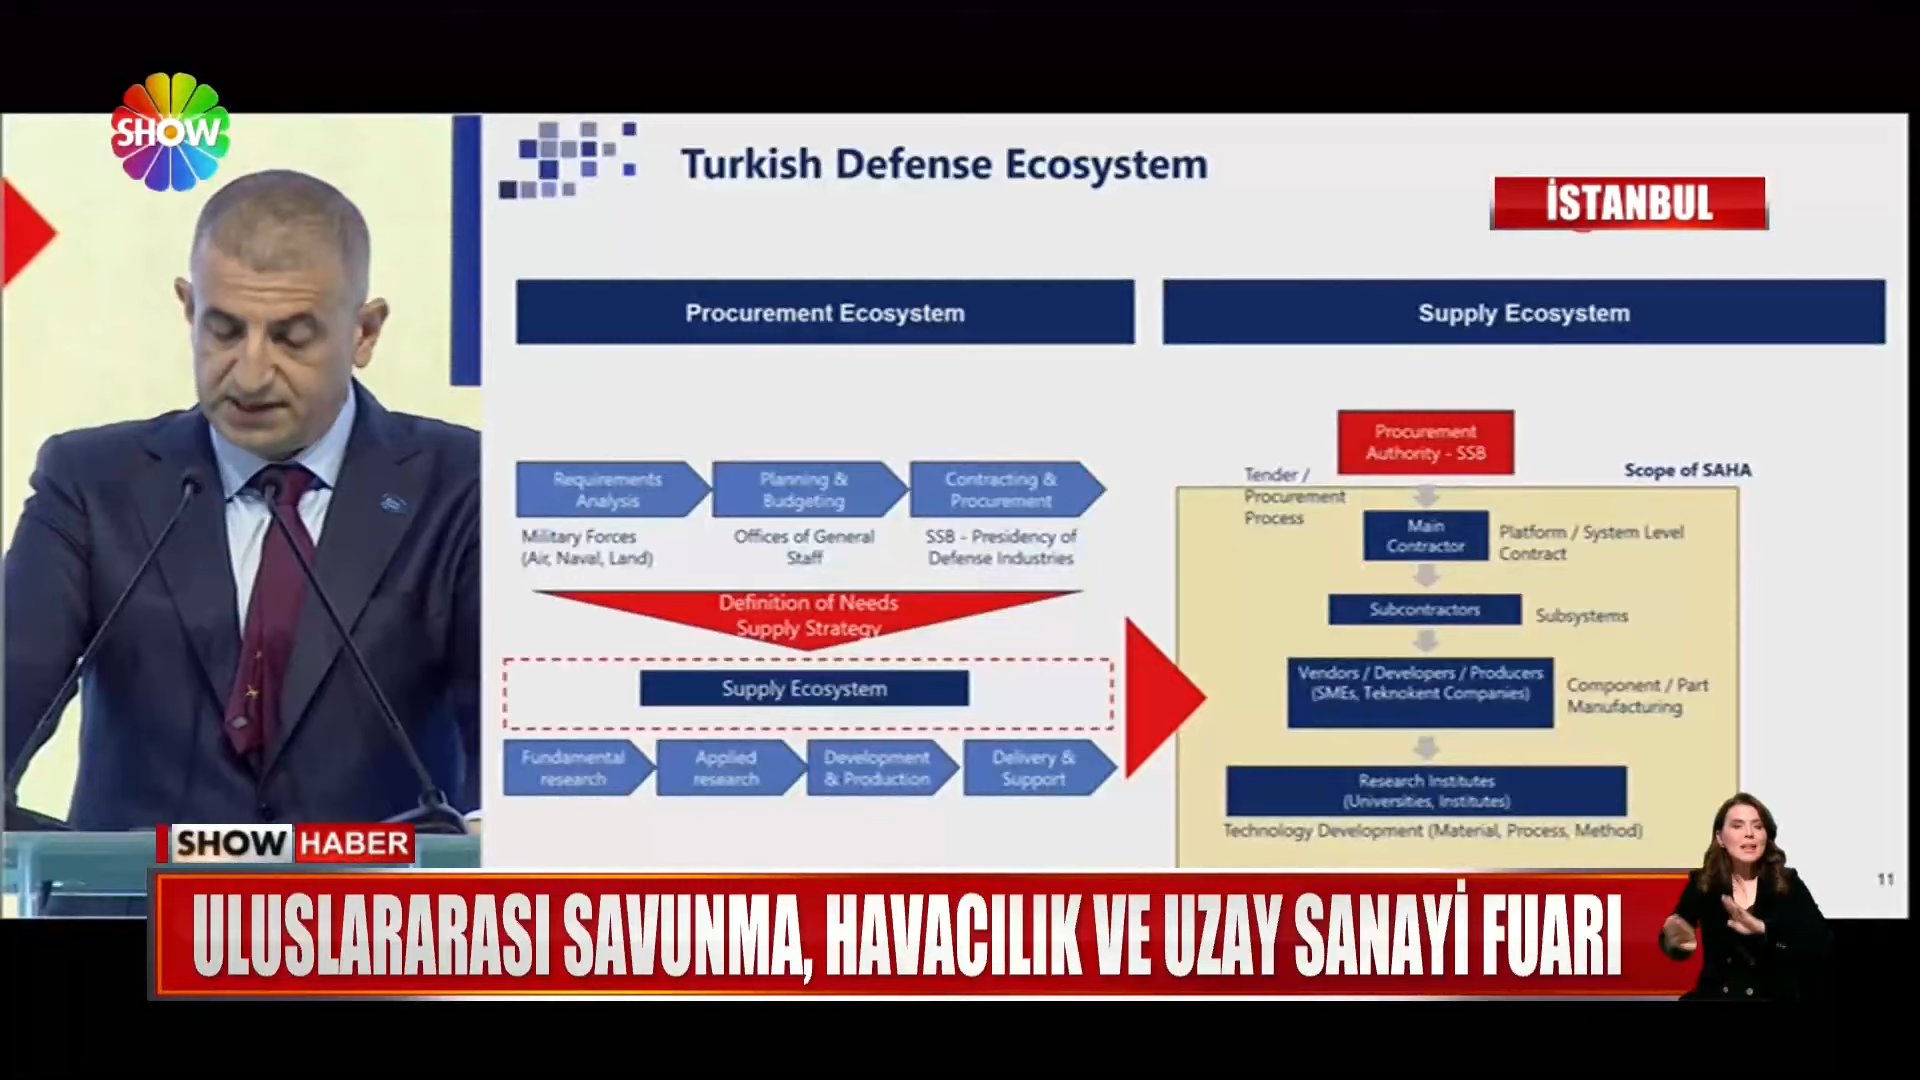 SHOW
Turkish Defense Ecosystem
İSTANBUL
Procurement Ecosystem
Supply Ecosystem
Requirements
Analysis
Planning &
Budgeting
Contracting &
Procurement
Military Forces
(Air, Naval, Land)
Offices of General
Staff
SSB - Presidency of
Defense Industries
Definition of Needs
Supply Strategy
Supply Ecosystem
Fundamental
research
Applied
research
Development
& Production
Delivery &
Support
Procurement
Authority - SSB
Scope of SAHA
Tender /
Procurement
Process
Main
Contractor
Platform / System Level
Contract
Subcontractors
Subsystems
Vendors / Developers / Producers
(SMEs, Teknokent Companies)
Component / Part
Manufacturing
Research Institutes
(Universities, Institutes)
Technology Development (Material, Process, Method)
11
SHOW HABER
ULUSLARARASI SAVUNMA, HAVACILIK VE UZAY SANAYİ FUARI